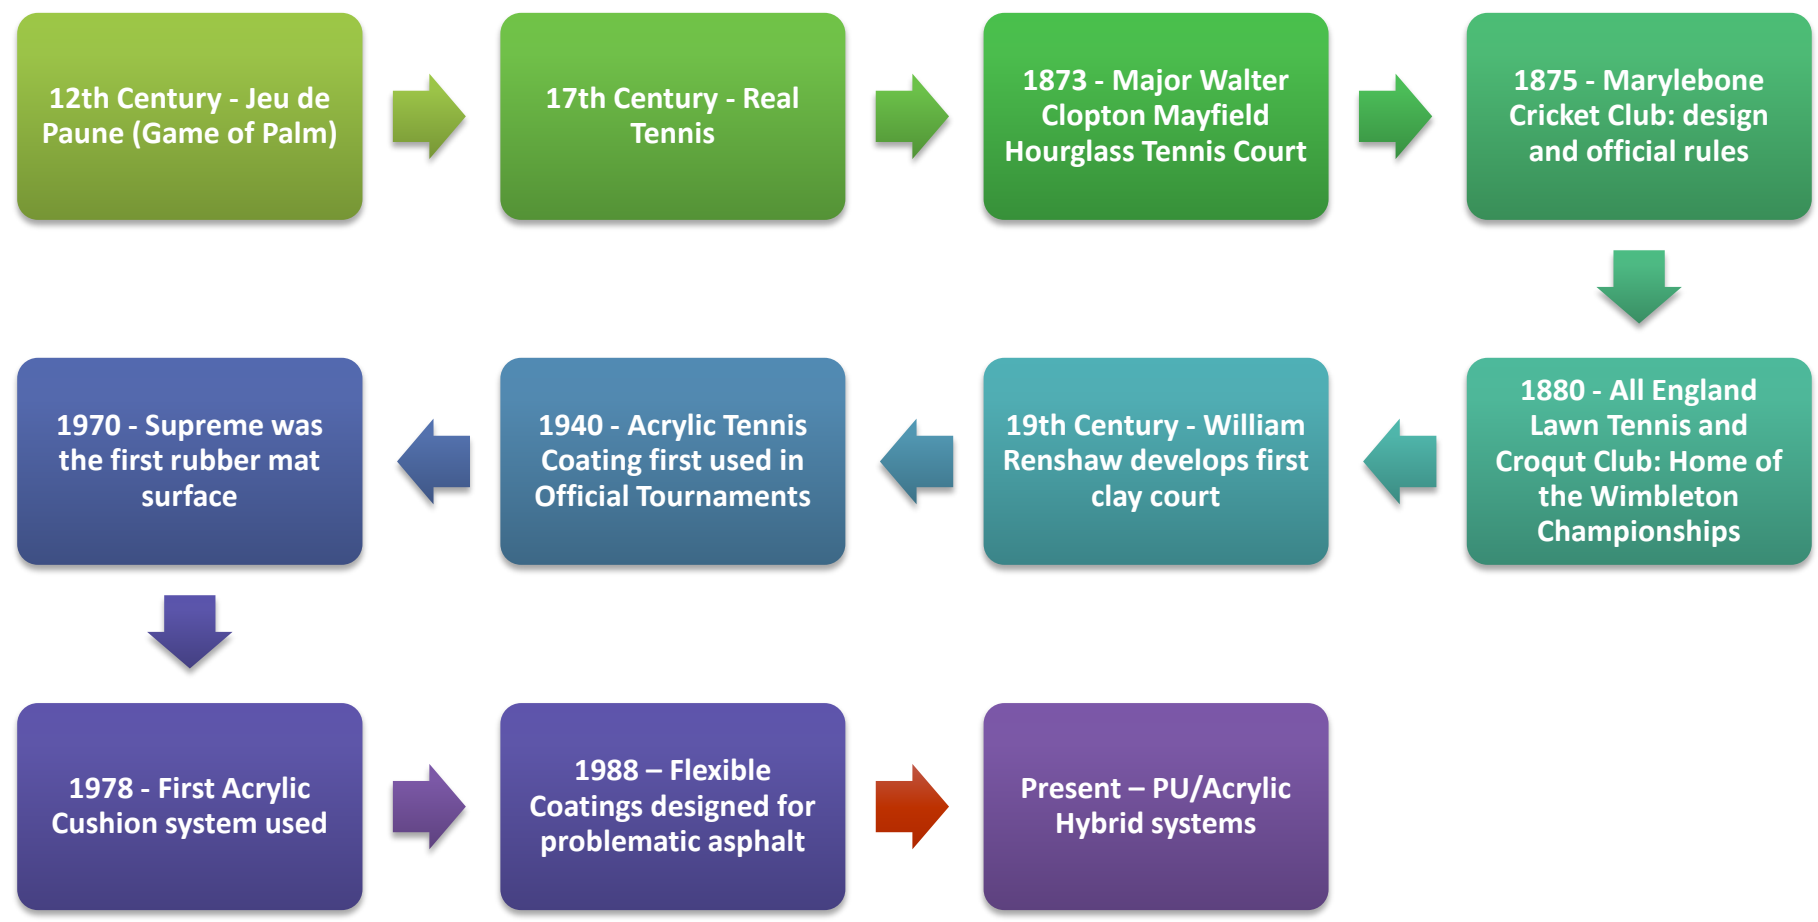 12th Century - Jeu de
Paune (Game of Palm)
17th Century - Real
Tennis
1873 - Major Walter
Clopton Mayfield
Hourglass Tennis Court
1875 - Marylebone
Cricket Club: design
and official rules
1880 - All England
Lawn Tennis and
Croqut Club: Home of
the Wimbleton
Championships
19th Century - William
Renshaw develops first
clay court
1940 - Acrylic Tennis
Coating first used in
Official Tournaments
1970 - Supreme was
the first rubber mat
surface
1978 - First Acrylic
Cushion system used
1988 – Flexible
Coatings designed for
problematic asphalt
Present – PU/Acrylic
Hybrid systems